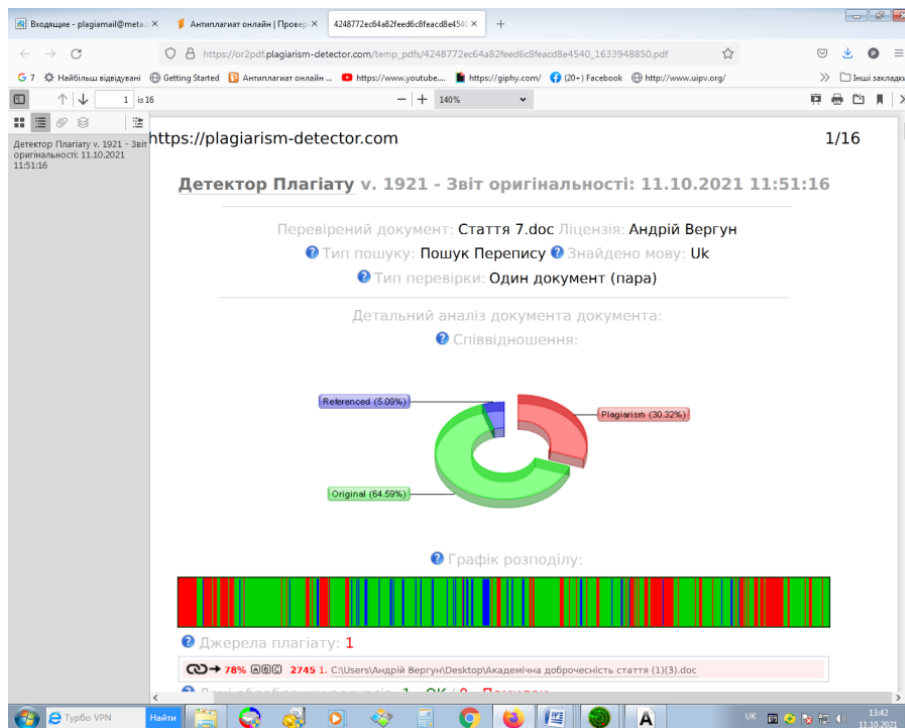 Входящие - plagiamail@meta.
Антиплагиат онлайн | Провер
4248772ec64a82feed6c8feacd8e4540
https://or2pdf.plagiarism-detector.com/temp_pdfs/4248772ec64a82feed6c8feacd8e4540_1633948850.pdf
7 Найбільш відвідувані Getting Started Антиплагиат онлайн ... https://www.youtube.... https://giphy.com/ (20+) Facebook http://www.uipv.org/ Інші закладки
1 із 16 140%
Детектор Плагіату v. 1921 - Звіт
оригінальності: 11.10.2021
11:51:16
https://plagiarism-detector.com 1/16
Детектор Плагіату v. 1921 - Звіт оригінальності: 11.10.2021 11:51:16
Перевірений документ: Стаття 7.doc Ліцензія: Андрій Вергун
Тип пошуку: Пошук Перепису Знайдено мову: Uk
Тип перевірки: Один документ (пара)
Детальний аналіз документа документа:
Співвідношення:
Referenced (5.09%)
Plagiarism (30.32%)
Original (64.59%)
Графік розподілу:
Джерела плагіату: 1
78% 2745 1. C:\Users\Андрій Вергун\Desktop\Академічна доброчесність стаття (1)(3).doc
Турбо VPN Найти UK 13:42
11.10.2021